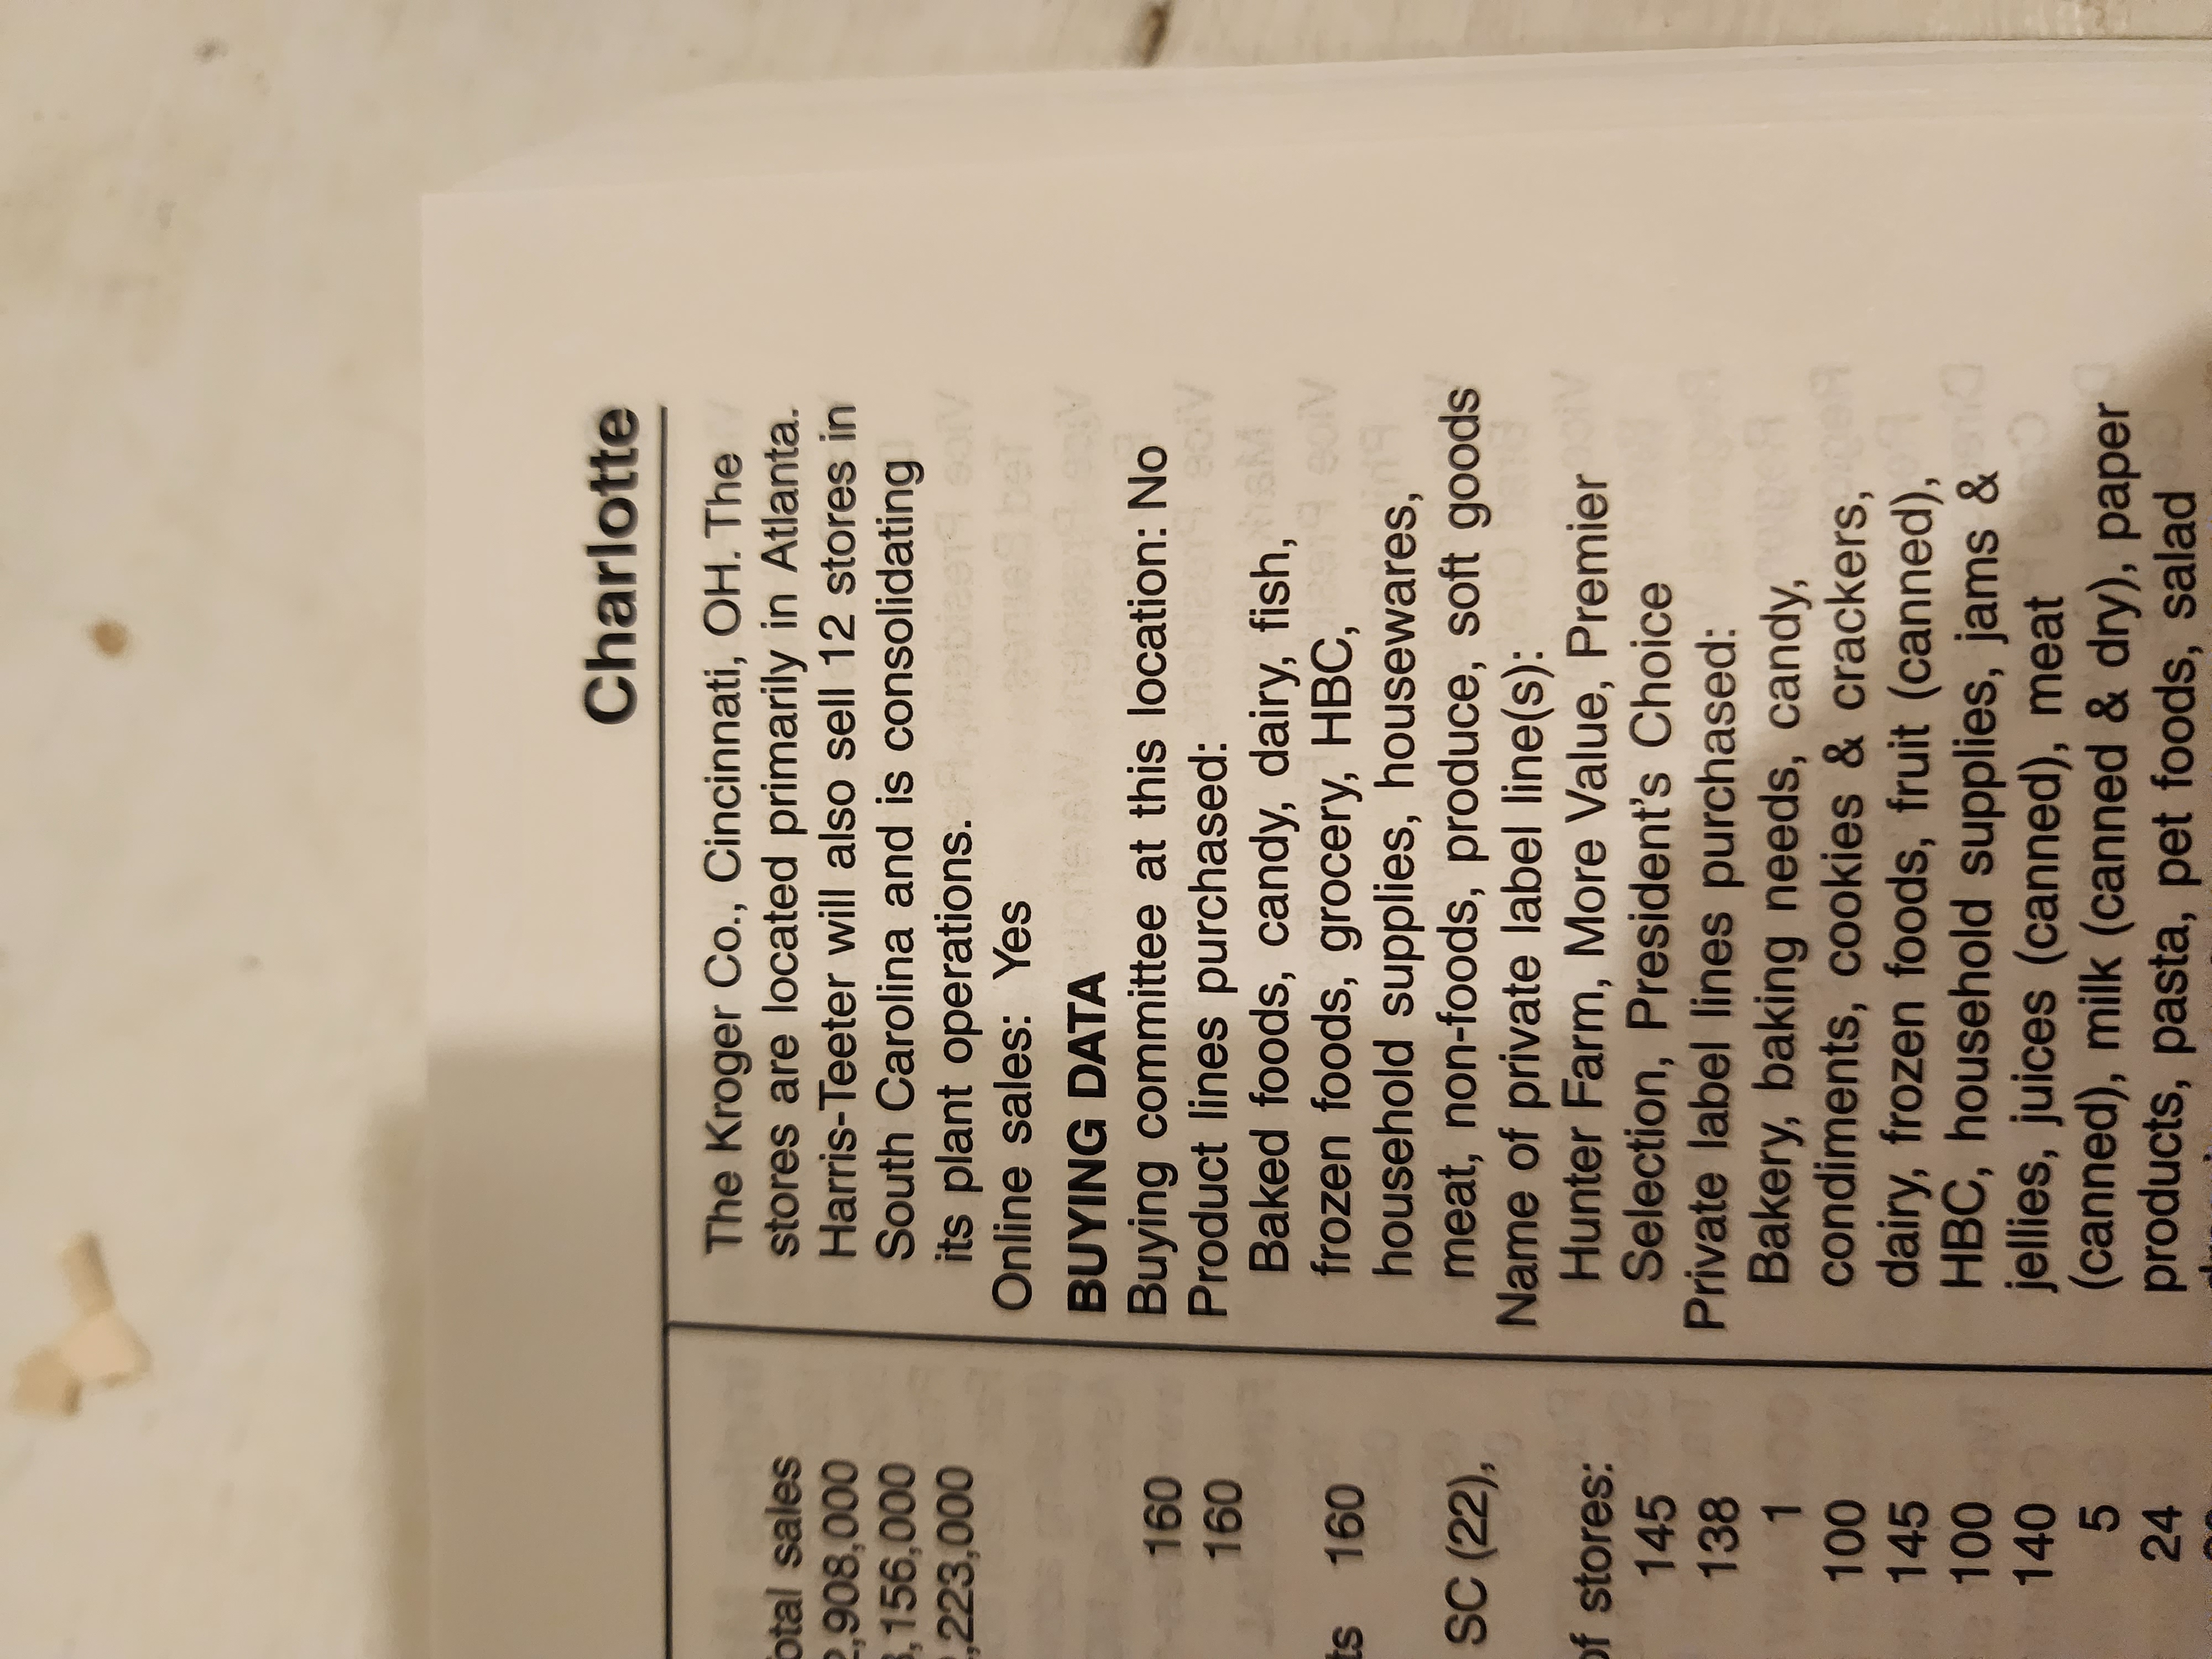 Charlotte
otal sales
2,908,000
,156,000
,223,000
160
160
ts 160
SC (22),
of stores:
145
138
1
100
145
100
140
5
24
The Kroger Co., Cincinnati, OH. The
stores are located primarily in Atlanta.
Harris-Teeter will also sell 12 stores in
South Carolina and is consolidating
its plant operations.
Online sales: Yes
BUYING DATA
Buying committee at this location: No
Product lines purchased:
Baked foods, candy, dairy, fish,
frozen foods, grocery, HBC,
household supplies, housewares,
meat, non-foods, produce, soft goods
Name of private label line(s):
Hunter Farm, More Value, Premier
Selection, President's Choice
Private label lines purchased:
Bakery, baking needs, candy,
condiments, cookies & crackers,
dairy, frozen foods, fruit (canned),
HBC, household supplies, jams &
jellies, juices (canned), meat
(canned), milk (canned & dry), paper
products, pasta, pet foods, salad